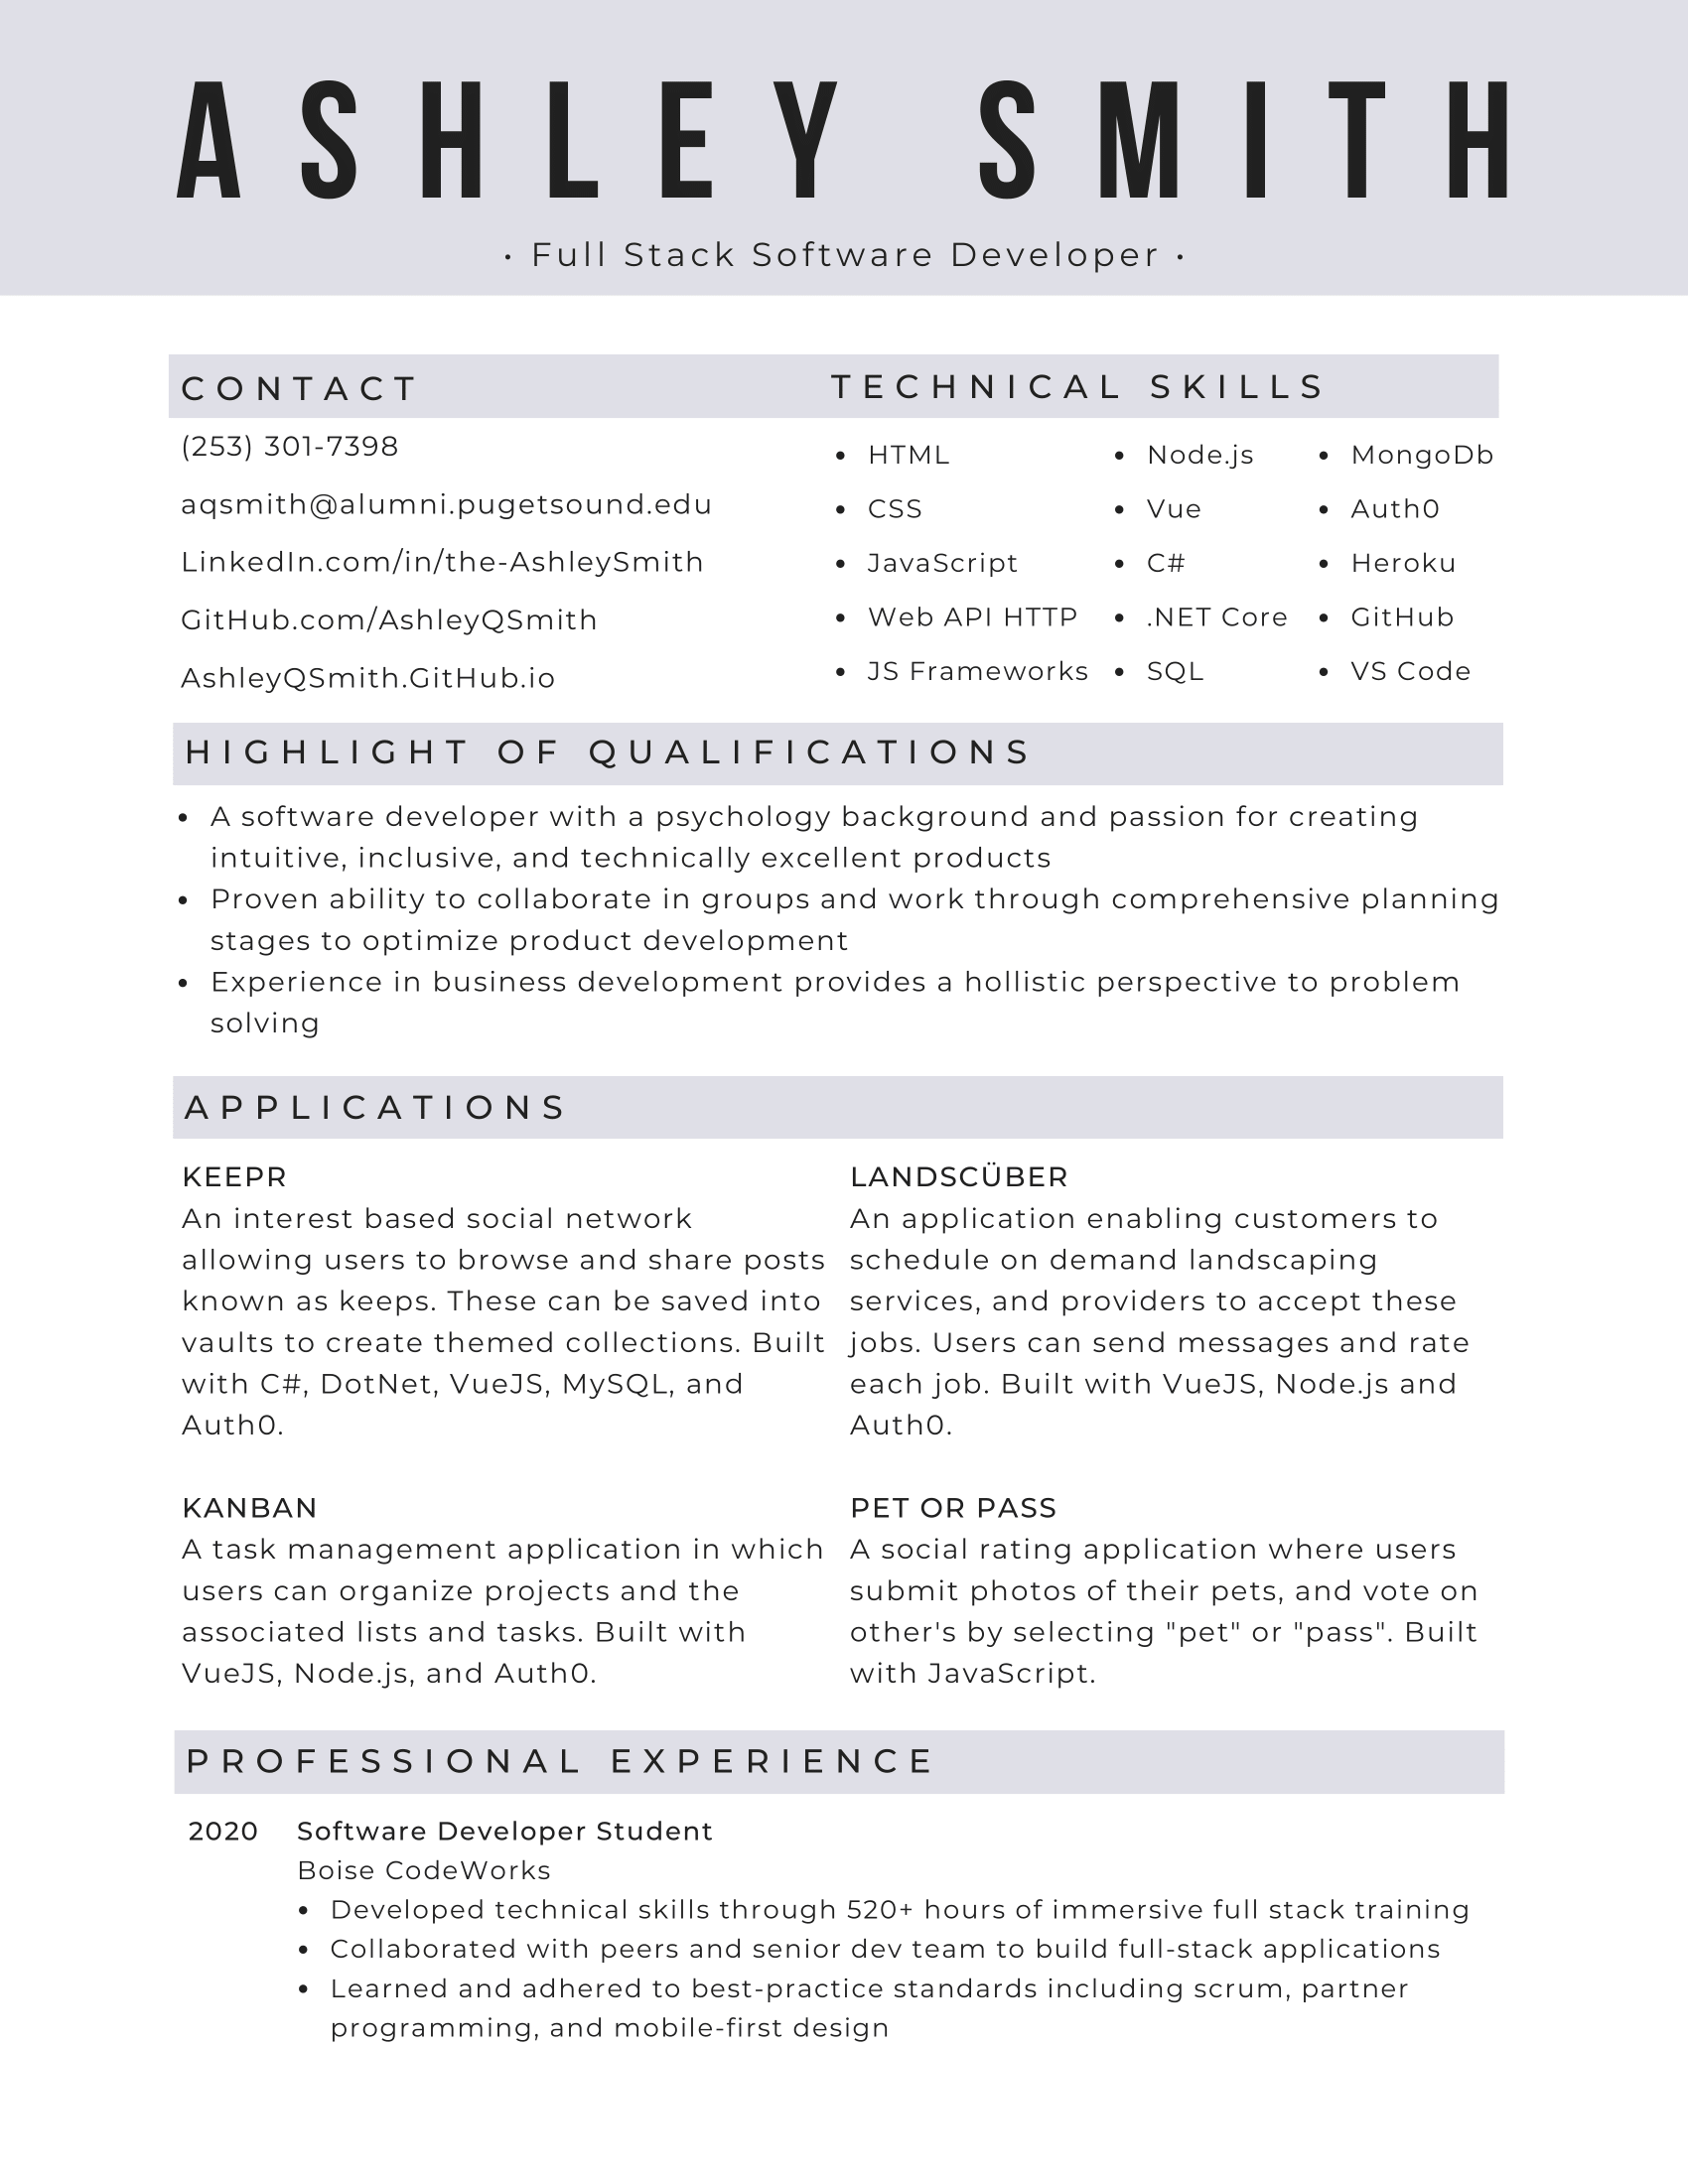 ASHLEY SMITH
· Full Stack Software Developer ·
CONTACT
(253) 301-7398
aqsmith@alumni.pugetsound.edu
LinkedIn.com/in/the-AshleySmith
GitHub.com/AshleyQSmith
AshleyQSmith.GitHub.io
TECHNICAL SKILLS
• HTML
• CSS
• JavaScript
• Web API HTTP
• JS Frameworks
• Node.js
• Vue
• C#
• .NET Core
• SQL
• MongoDb
• Auth0
• Heroku
• GitHub
• VS Code
HIGHLIGHT OF QUALIFICATIONS
• A software developer with a psychology background and passion for creating
intuitive, inclusive, and technically excellent products
• Proven ability to collaborate in groups and work through comprehensive planning
stages to optimize product development
• Experience in business development provides a hollistic perspective to problem
solving
APPLICATIONS
KEEPR
An interest based social network
allowing users to browse and share posts
known as keeps. These can be saved into
vaults to create themed collections. Built
with C#, DotNet, VueJS, MySQL, and
Auth0.
KANBAN
A task management application in which
users can organize projects and the
associated lists and tasks. Built with
VueJS, Node.js, and Auth0.
LANDSCÜBER
An application enabling customers to
schedule on demand landscaping
services, and providers to accept these
jobs. Users can send messages and rate
each job. Built with VueJS, Node.js and
Auth0.
PET OR PASS
A social rating application where users
submit photos of their pets, and vote on
other's by selecting "pet" or "pass". Built
with JavaScript.
PROFESSIONAL EXPERIENCE
2020 Software Developer Student
Boise CodeWorks
• Developed technical skills through 520+ hours of immersive full stack training
• Collaborated with peers and senior dev team to build full-stack applications
• Learned and adhered to best-practice standards including scrum, partner
programming, and mobile-first design